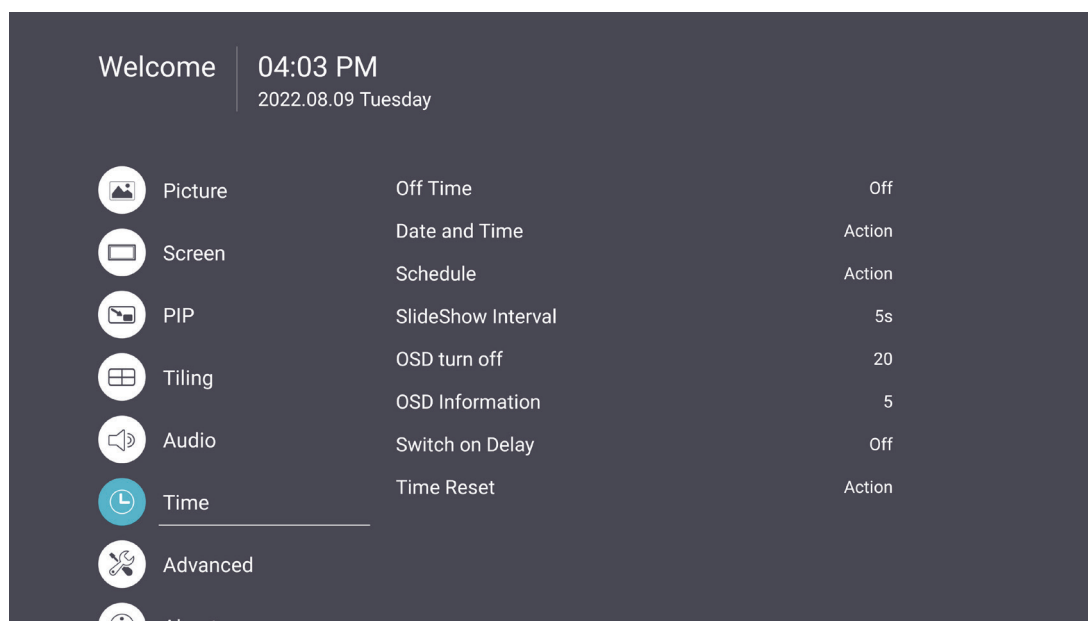 Welcome
04:03 PM
2022.08.09 Tuesday
Picture
Screen
PIP
Tiling
Audio
Time
Advanced
Off Time Off
Date and Time Action
Schedule Action
SlideShow Interval 5s
OSD turn off 20
OSD Information 5
Switch on Delay Off
Time Reset Action